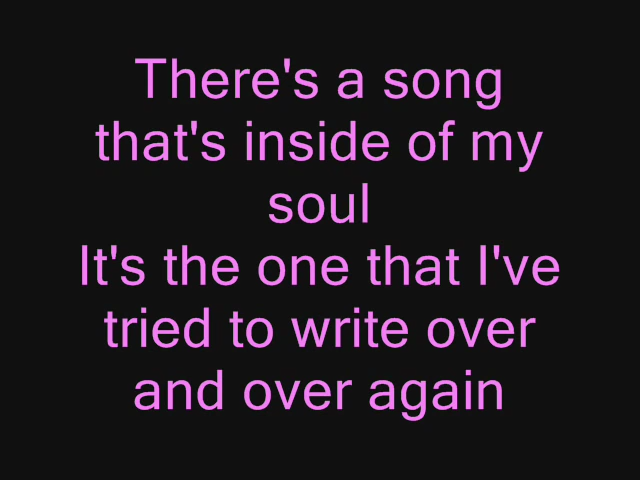 There's a song
that's inside of my
soul
It's the one that I've
tried to write over
and over again